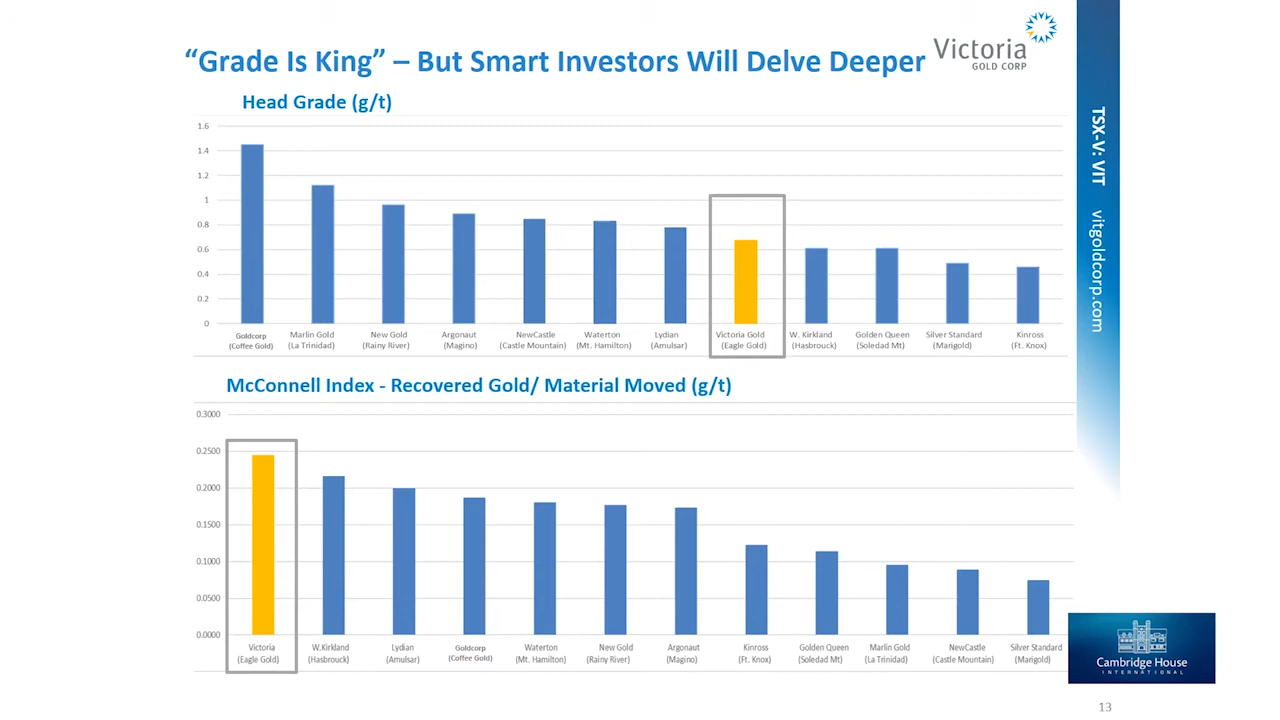 “Grade Is King” – But Smart Investors Will Delve Deeper
Victoria
GOLD CORP
Head Grade (g/t)
1.6
1.4
1.2
1
0.8
0.6
0.4
0.2
0
Goldcorp
(Coffee Gold)
Marlin Gold
(La Trinidad)
New Gold
(Rainy River)
Argonaut
(Magino)
NewCastle
(Castle Mountain)
Waterton
(Mt. Hamilton)
Lydian
(Amulsar)
Victoria Gold
(Eagle Gold)
W. Kirkland
(Hasbrouck)
Golden Queen
(Soledad Mt)
Silver Standard
(Marigold)
Kinross
(Ft. Knox)
McConnell Index - Recovered Gold/ Material Moved (g/t)
0.3000
0.2500
0.2000
0.1500
0.1000
0.0500
0.0000
Victoria
(Eagle Gold)
W.Kirkland
(Hasbrouck)
Lydian
(Amulsar)
Goldcorp
(Coffee Gold)
Waterton
(Mt. Hamilton)
New Gold
(Rainy River)
Argonaut
(Magino)
Kinross
(Ft. Knox)
Golden Queen
(Soledad Mt)
Marlin Gold
(La Trinidad)
NewCastle
(Castle Mountain)
Silver Standard
(Marigold)
TSX-V: VIT vitgoldcorp.com
Cambridge House
INTERNATIONAL
13